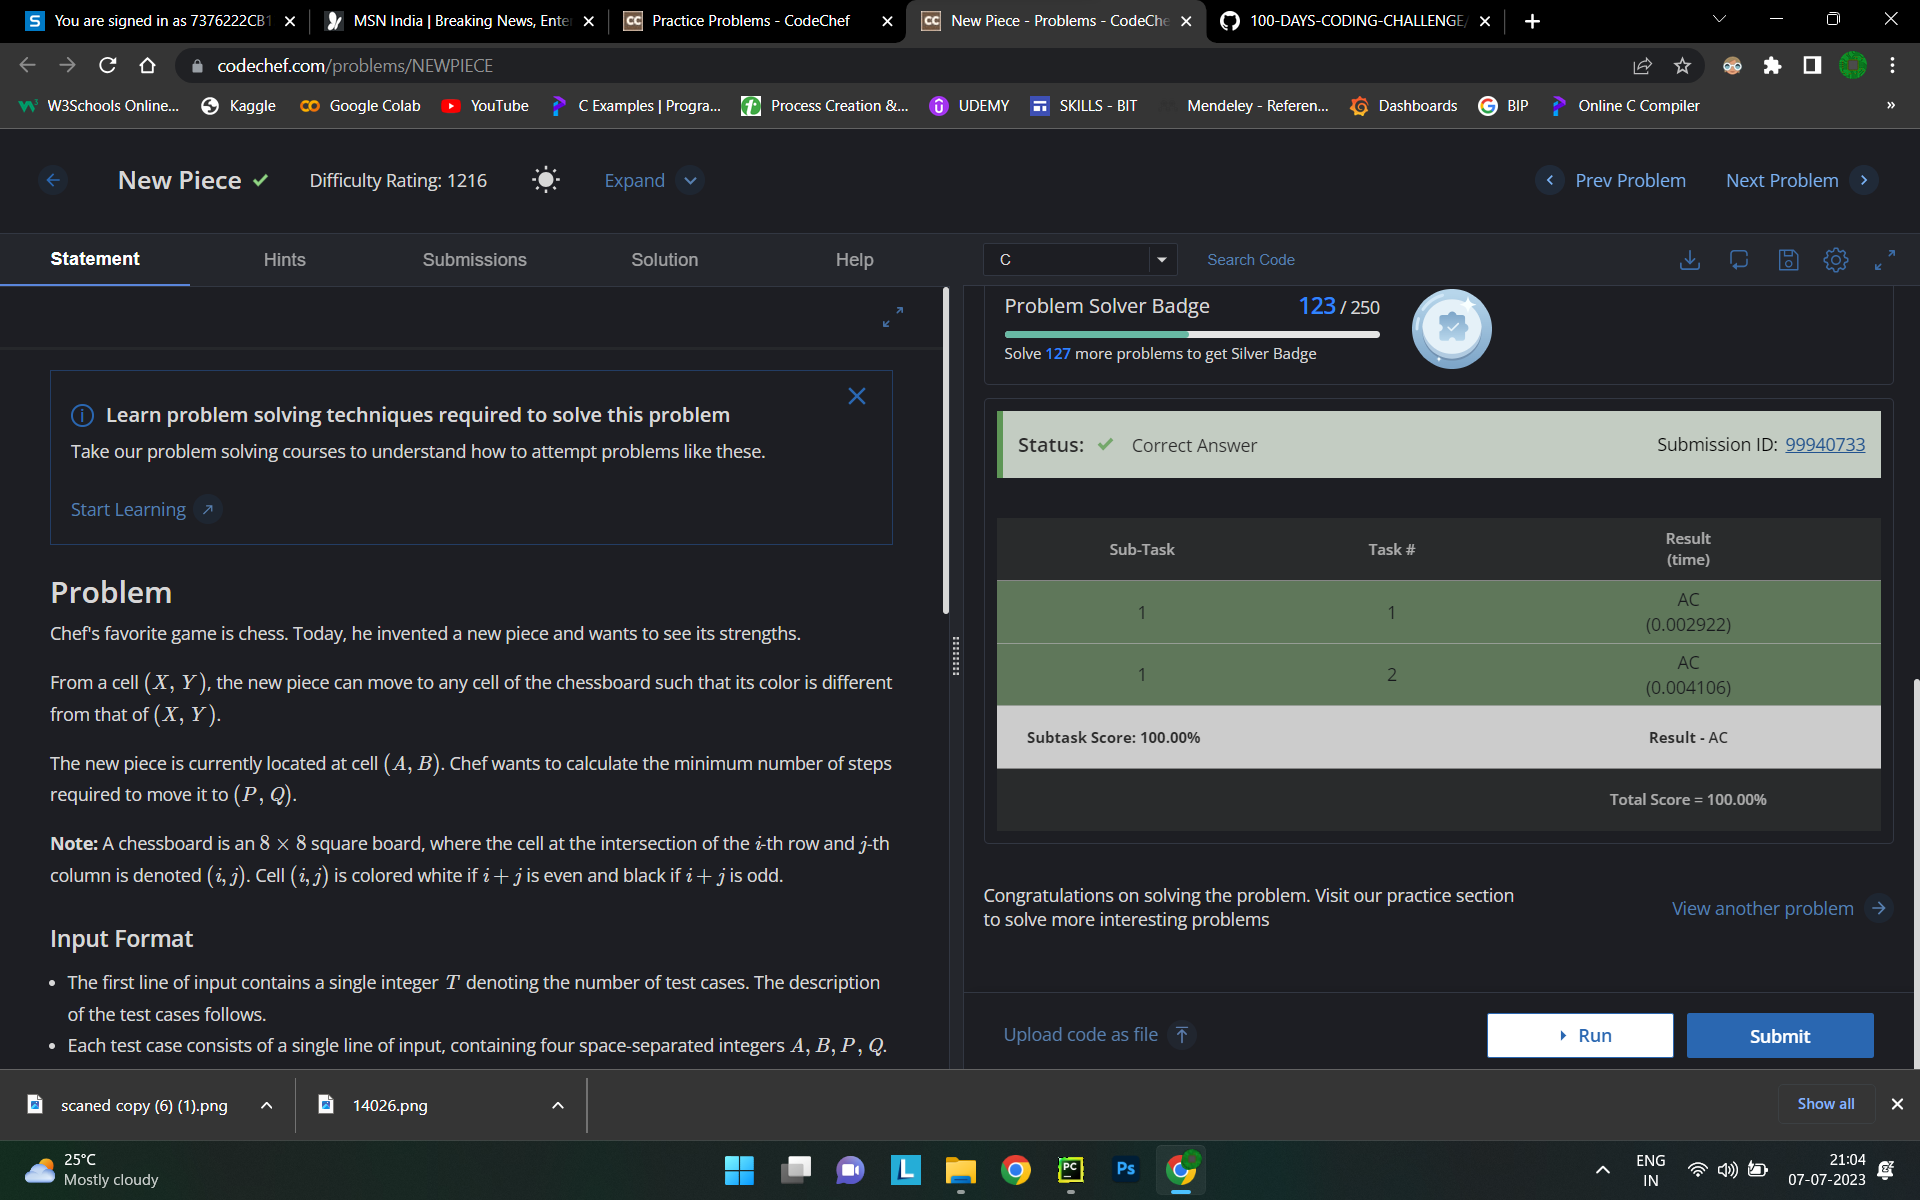 You are signed in as 7376222CB1
MSN India | Breaking News, Ente
Practice Problems - CodeChef
New Piece - Problems - CodeChe
100-DAYS-CODING-CHALLENGE/
codechef.com/problems/NEWPIECE
W3Schools Online...
Kaggle
Google Colab
YouTube
C Examples | Progra...
Process Creation &...
UDEMY
SKILLS - BIT
Mendeley - Referen...
Dashboards
BIP
Online C Compiler
»
New Piece
Difficulty Rating: 1216
Expand
Prev Problem
Next Problem
Statement
Hints
Submissions
Solution
Help
C
Search Code
Learn problem solving techniques required to solve this problem
Take our problem solving courses to understand how to attempt problems like these.
Start Learning
Problem
Chef's favorite game is chess. Today, he invented a new piece and wants to see its strengths.
From a cell (X, Y), the new piece can move to any cell of the chessboard such that its color is different
from that of (X, Y).
The new piece is currently located at cell (A, B). Chef wants to calculate the minimum number of steps
required to move it to (P, Q).
Note: A chessboard is an 8 × 8 square board, where the cell at the intersection of the i-th row and j-th
column is denoted (i, j). Cell (i, j) is colored white if i + j is even and black if i + j is odd.
Input Format
• The first line of input contains a single integer T denoting the number of test cases. The description
of the test cases follows.
• Each test case consists of a single line of input, containing four space-separated integers A, B, P, Q.
Problem Solver Badge
123 / 250
Solve 127 more problems to get Silver Badge
Status: Correct Answer
Submission ID: 99940733
Sub-Task
Task #
Result
(time)
1
1
AC
(0.002922)
1
2
AC
(0.004106)
Subtask Score: 100.00%
Result - AC
Total Score = 100.00%
Congratulations on solving the problem. Visit our practice section
to solve more interesting problems
View another problem
Upload code as file
Run
Submit
scaned copy (6) (1).png
14026.png
Show all
25°C
Mostly cloudy
ENG
IN
21:04
07-07-2023